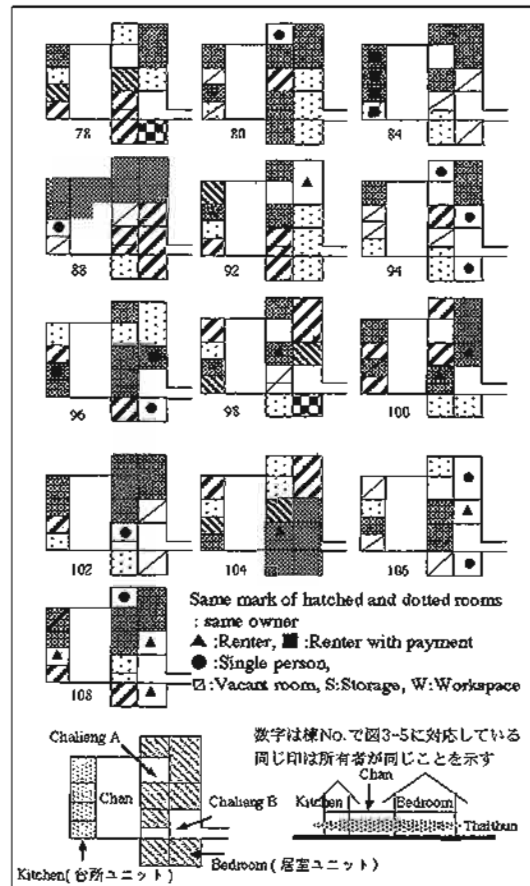 78
80
84
88
92
94
96
98
100
102
104
106
108
Same mark of hatched and dotted rooms
: same owner
▲:Renter, ■:Renter with payment
●:Single person,
:Vacant room, S:Storage, W:Workspace
数字は棟No.で図3-5に対応している
同じ印は所有者が同じことを示す
Chaliang A
Chan
Chaliang B
Kitchen(台所ユニット)
Bedroom(居室ユニット)
Chan
Kitchen
Bedroom
Thaithun